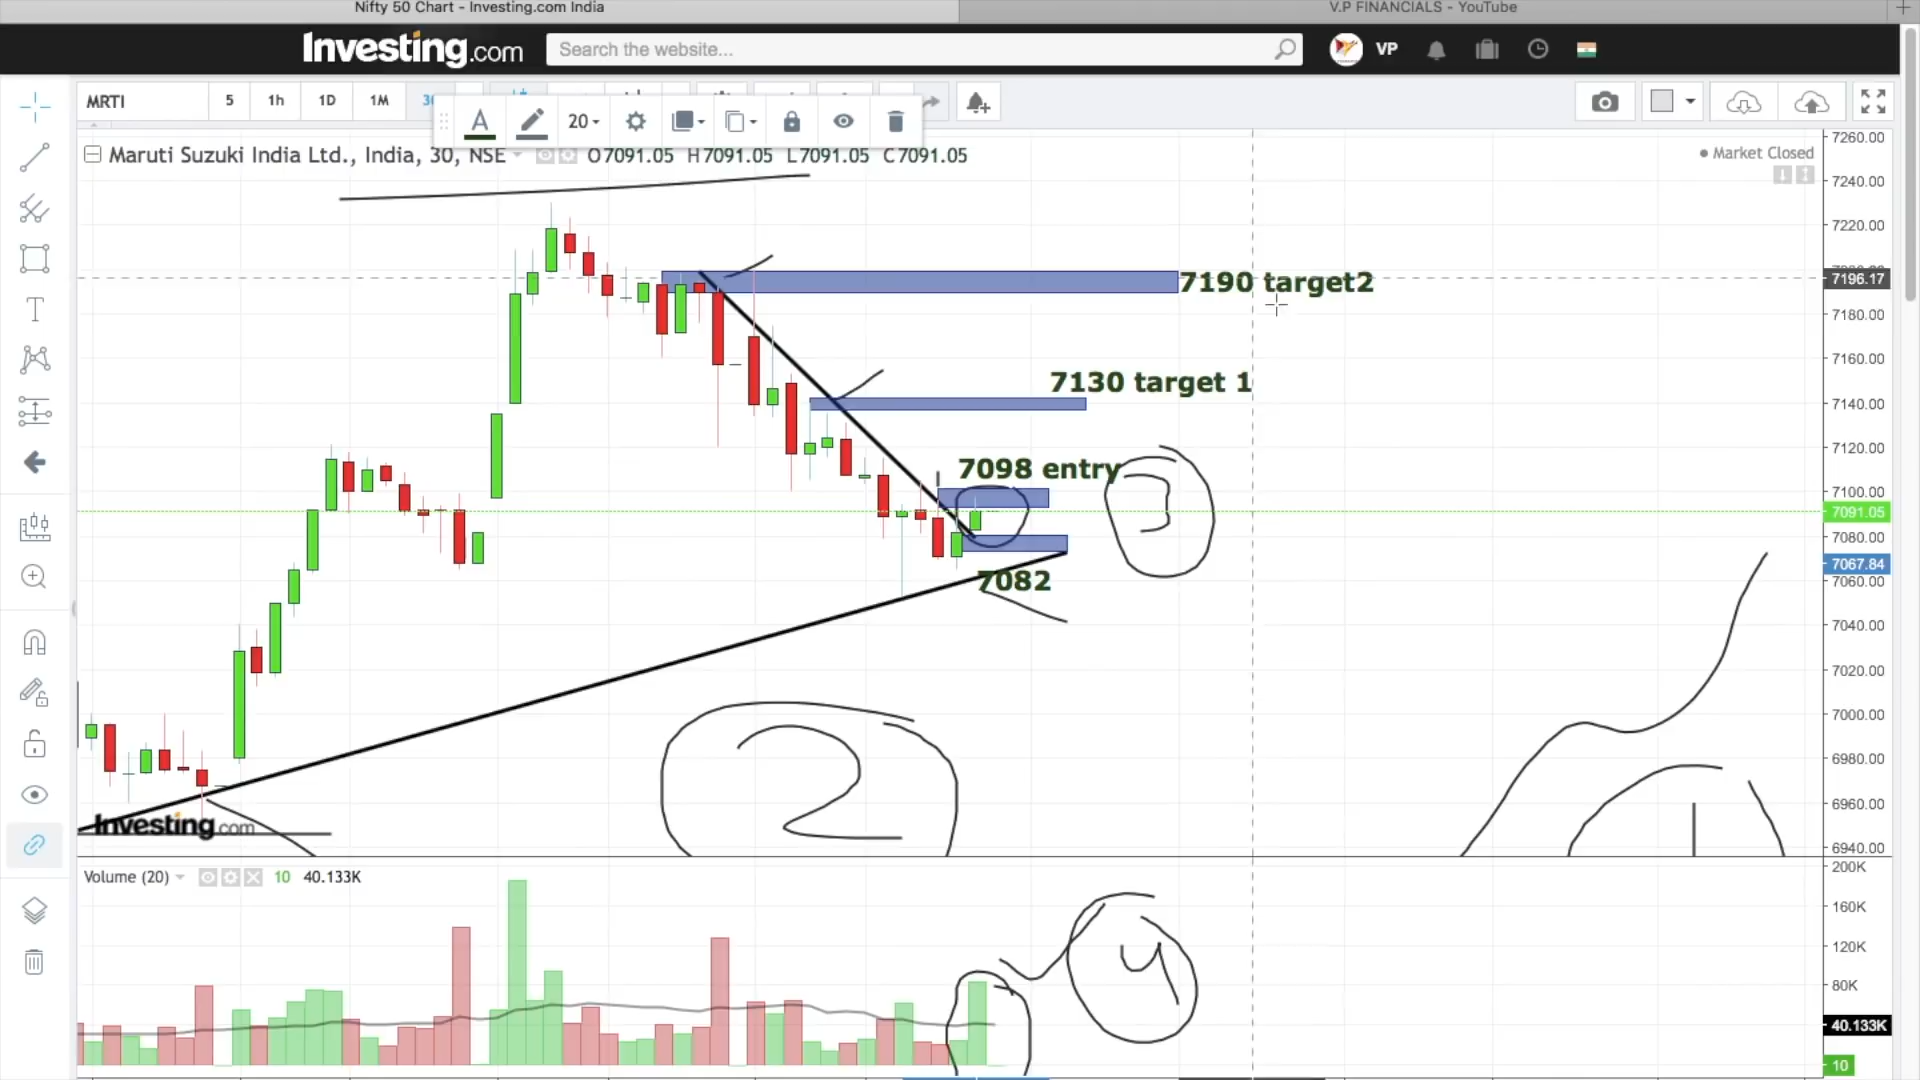 Nifty 50 Chart - Investing.com India
V.P FINANCIALS - YouTube
Investing.com
Search the website...
VP
MRTI
5
1h
1D
1M
20
Maruti Suzuki India Ltd., India, 30, NSE
O7091.05 H7091.05 L7091.05 C7091.05
Market Closed
7260.00
7240.00
7220.00
7196.17
7190 target2
7180.00
7160.00
7130 target 1
7140.00
7120.00
7098 entry
7100.00
3
7091.05
7080.00
7067.84
7082
7060.00
7040.00
7020.00
7000.00
2
6980.00
6960.00
1
Investing.com
6940.00
Volume (20)
10 40.133K
200K
160K
4
120K
80K
40.133K
10